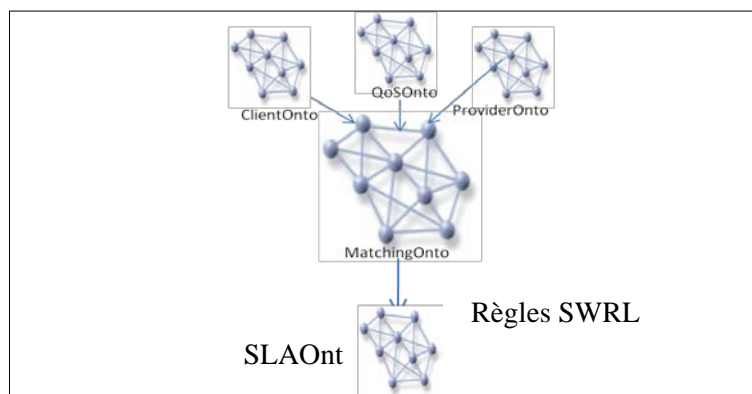 ClientOnto
QoSOnto
ProviderOnto
MatchingOnto
Règles SWRL
SLAOnt